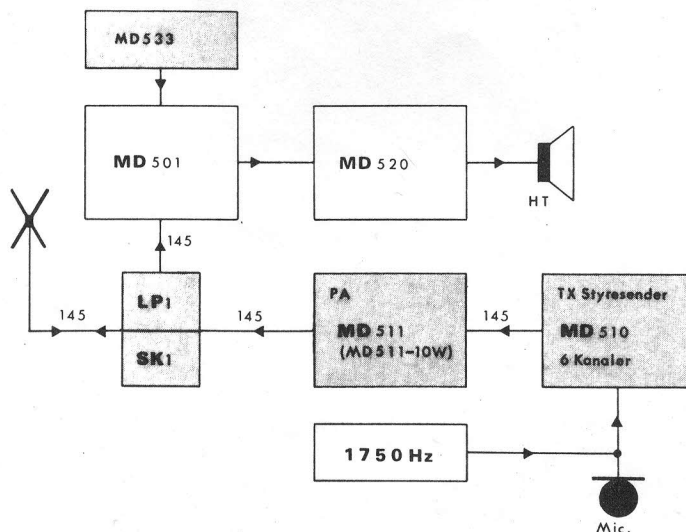 MD533
MD 501
MD 520
HT
145
LP1
SK1
145
145
PA
MD 511
(MD511-10W)
145
TX Styresender
MD 510
6 Kanaler
1750 Hz
Mic.